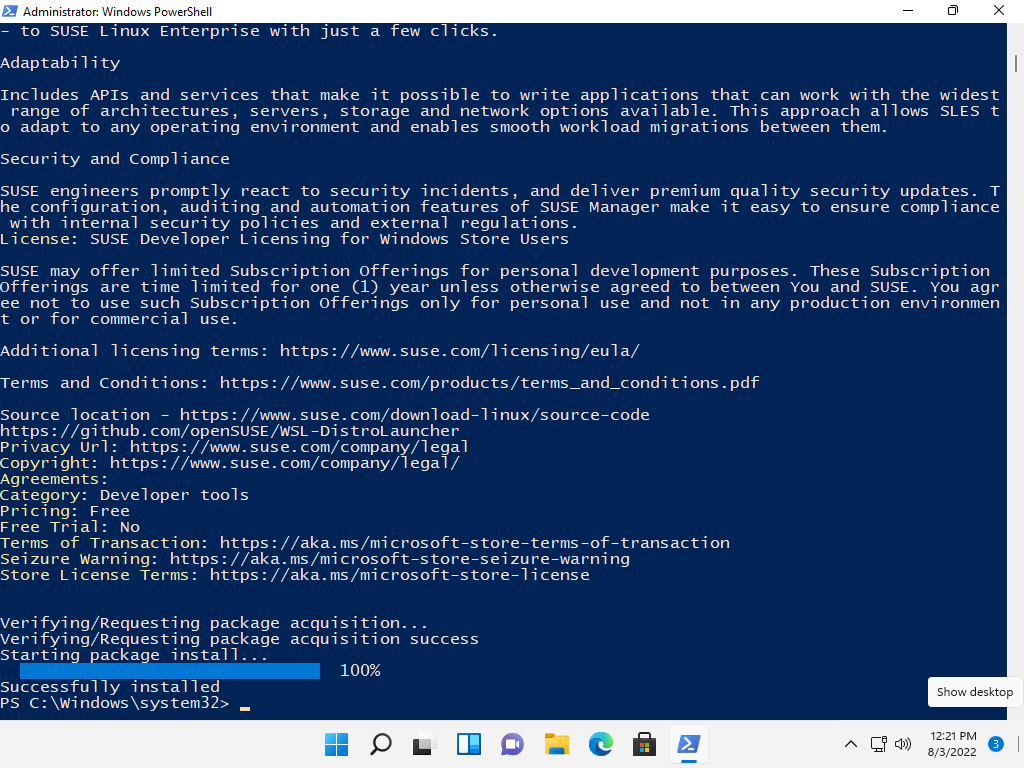 Administrator: Windows PowerShell
- to SUSE Linux Enterprise with just a few clicks.
Adaptability
Includes APIs and services that make it possible to write applications that can work with the widest
range of architectures, servers, storage and network options available. This approach allows SLES t
o adapt to any operating environment and enables smooth workload migrations between them.
Security and Compliance
SUSE engineers promptly react to security incidents, and deliver premium quality security updates. T
he configuration, auditing and automation features of SUSE Manager make it easy to ensure compliance
with internal security policies and external regulations.
License: SUSE Developer Licensing for Windows Store Users
SUSE may offer limited Subscription Offerings for personal development purposes. These Subscription
Offerings are time limited for one (1) year unless otherwise agreed to between You and SUSE. You agr
ee not to use such Subscription Offerings only for personal use and not in any production environmen
t or for commercial use.
Additional licensing terms: https://www.suse.com/licensing/eula/
Terms and Conditions: https://www.suse.com/products/terms_and_conditions.pdf
Source location - https://www.suse.com/download-linux/source-code
https://github.com/openSUSE/WSL-DistroLauncher
Privacy Url: https://www.suse.com/company/legal
Copyright: https://www.suse.com/company/legal/
Agreements:
Category: Developer tools
Pricing: Free
Free Trial: No
Terms of Transaction: https://aka.ms/microsoft-store-terms-of-transaction
Seizure Warning: https://aka.ms/microsoft-store-seizure-warning
Store License Terms: https://aka.ms/microsoft-store-license
Verifying/Requesting package acquisition...
Verifying/Requesting package acquisition success
Starting package install...
100%
Successfully installed
PS C:\Windows\system32>
Show desktop
12:21 PM
8/3/2022
3